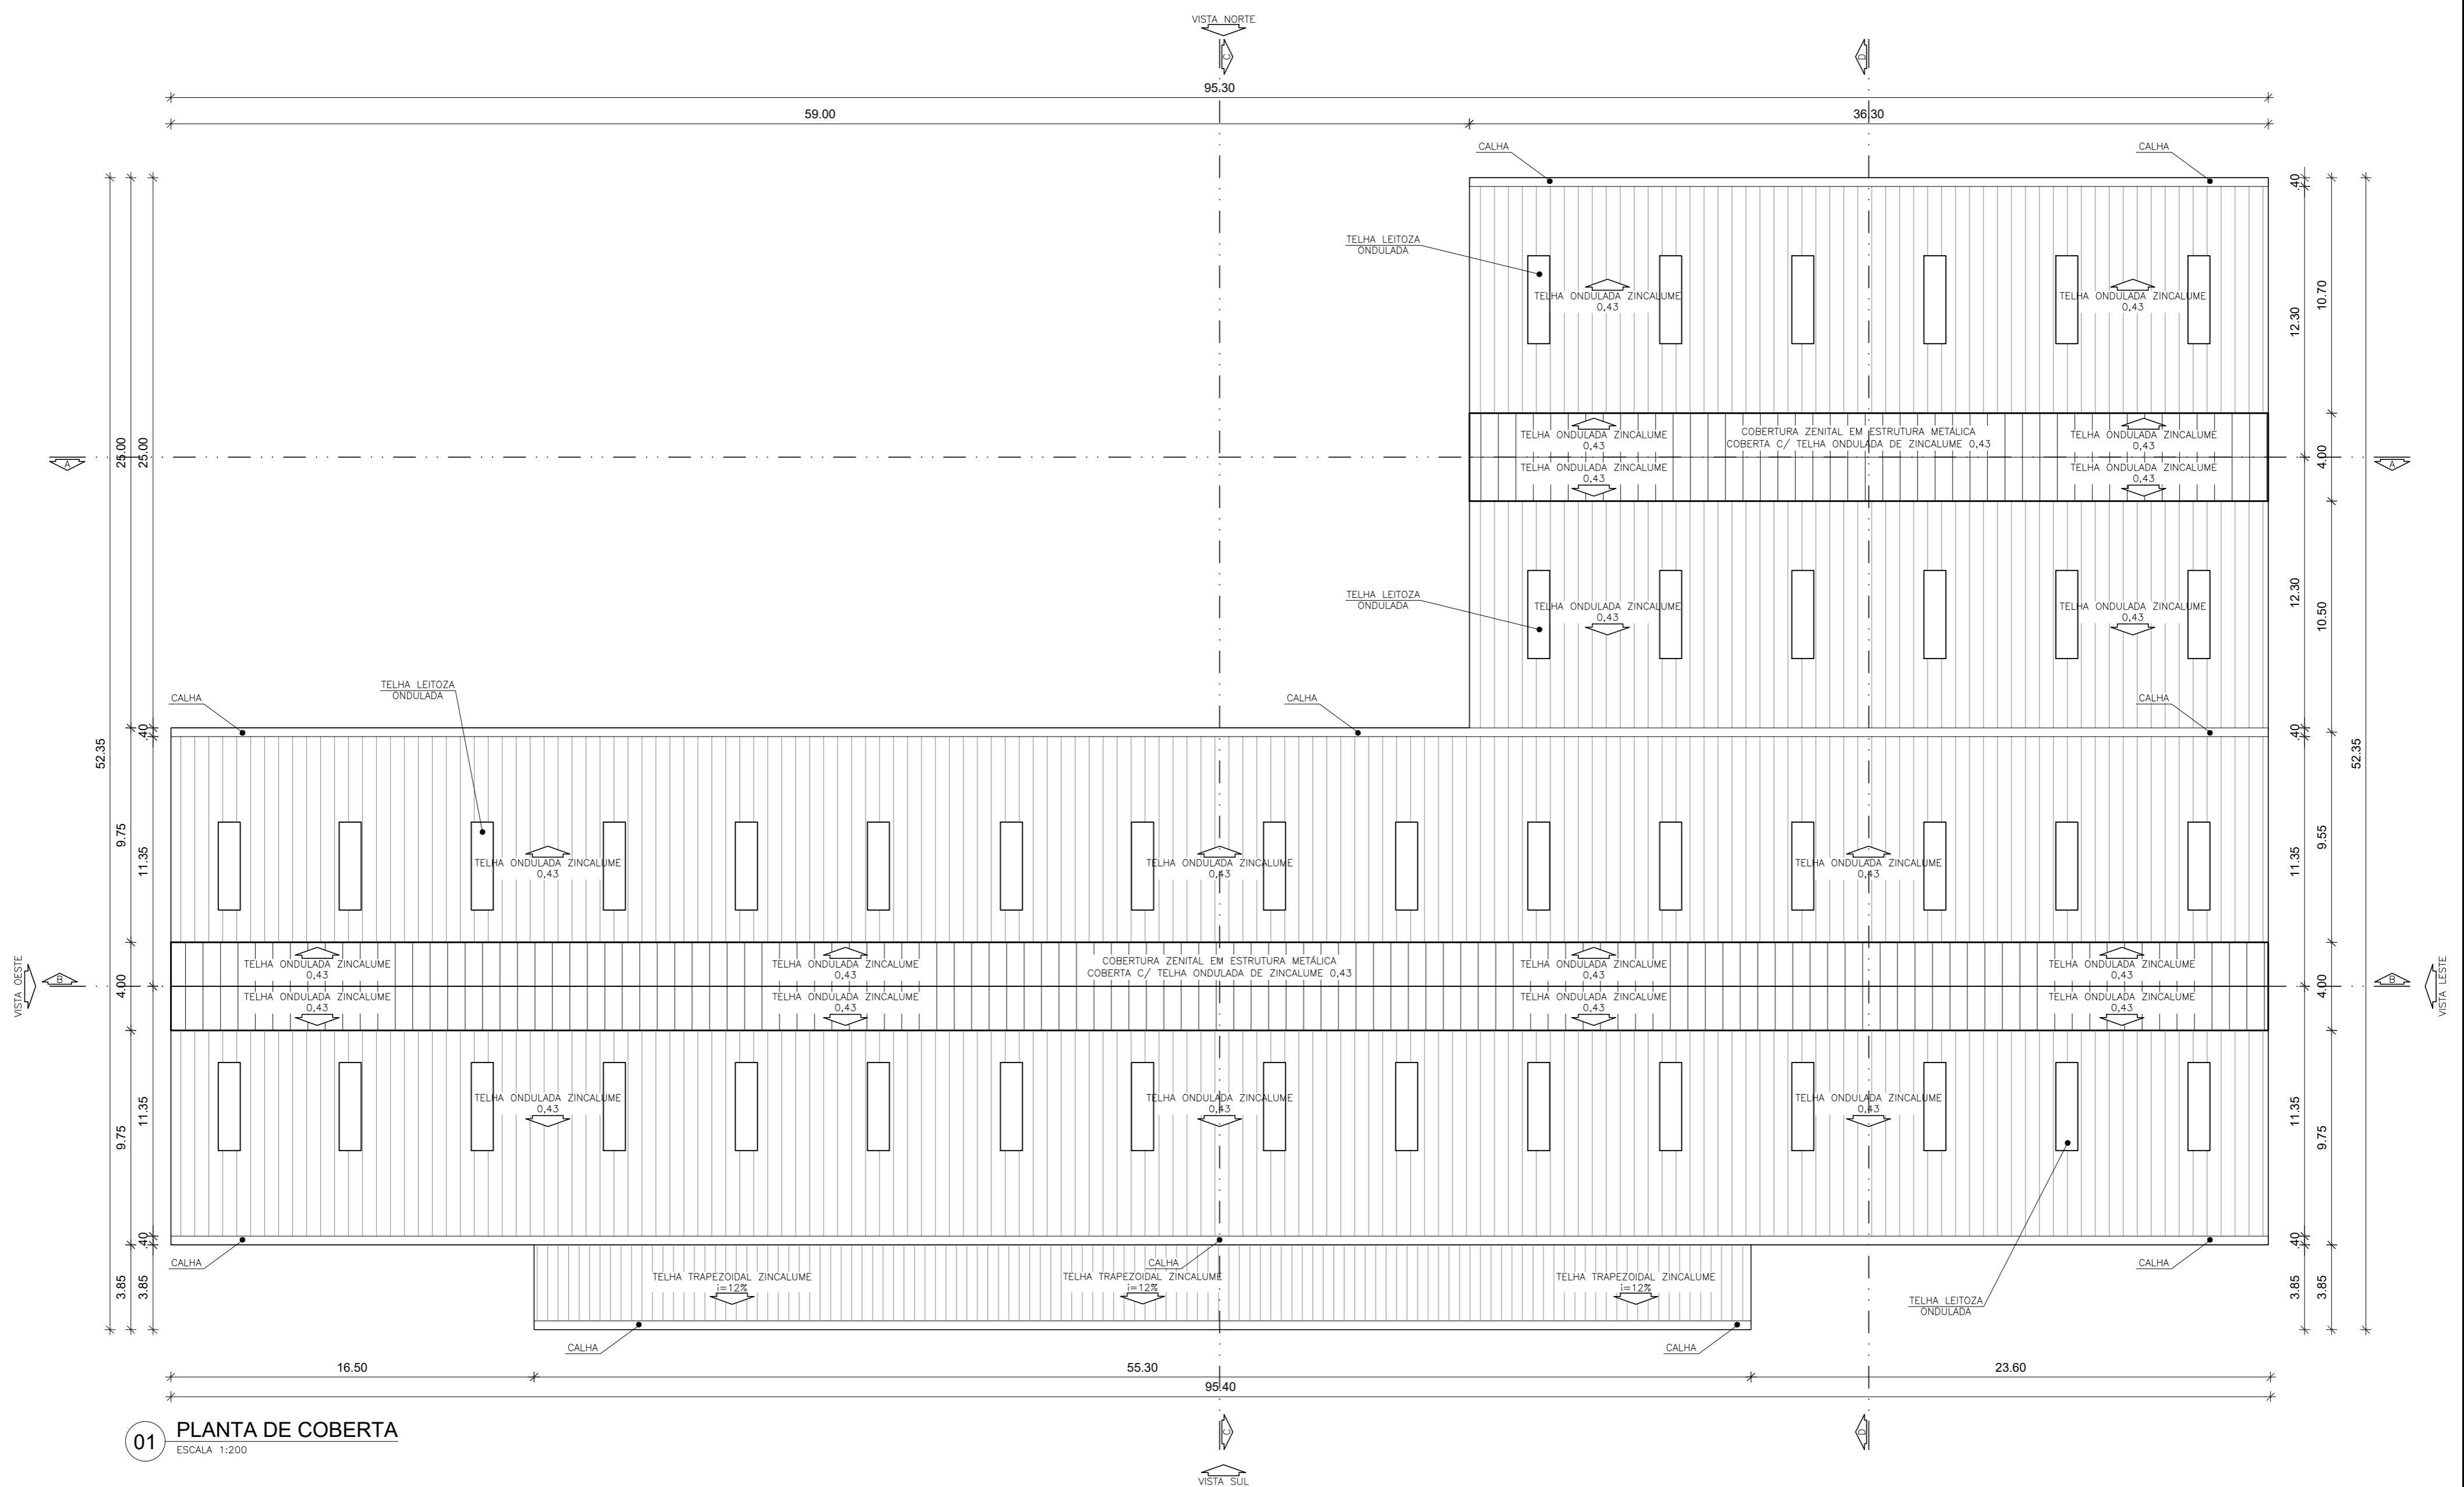 VISTA NORTE
C
D
95.30
59.00
36.30
CALHA
CALHA
.40
TELHA LEITOZA
ONDULADA
TELHA ONDULADA ZINCALUME
0,43
TELHA ONDULADA ZINCALUME
0,43
12.30
10.70
TELHA ONDULADA ZINCALUME
0,43
COBERTURA ZENITAL EM ESTRUTURA METÁLICA
COBERTA C/ TELHA ONDULADA DE ZINCALUME 0,43
TELHA ONDULADA ZINCALUME
0,43
25.00
25.00
4.00
A
A
TELHA ONDULADA ZINCALUME
0,43
TELHA ONDULADA ZINCALUME
0,43
TELHA LEITOZA
ONDULADA
TELHA ONDULADA ZINCALUME
0,43
TELHA ONDULADA ZINCALUME
0,43
12.30
10.50
TELHA LEITOZA
ONDULADA
CALHA
CALHA
CALHA
.40
.40
52.35
52.35
9.75
11.35
TELHA ONDULADA ZINCALUME
0,43
TELHA ONDULADA ZINCALUME
0,43
TELHA ONDULADA ZINCALUME
0,43
11.35
9.55
TELHA ONDULADA ZINCALUME
0,43
TELHA ONDULADA ZINCALUME
0,43
COBERTURA ZENITAL EM ESTRUTURA METÁLICA
COBERTA C/ TELHA ONDULADA DE ZINCALUME 0,43
TELHA ONDULADA ZINCALUME
0,43
TELHA ONDULADA ZINCALUME
0,43
VISTA OESTE
B
4.00
4.00
B
VISTA LESTE
TELHA ONDULADA ZINCALUME
0,43
TELHA ONDULADA ZINCALUME
0,43
TELHA ONDULADA ZINCALUME
0,43
TELHA ONDULADA ZINCALUME
0,43
9.75
11.35
TELHA ONDULADA ZINCALUME
0,43
TELHA ONDULADA ZINCALUME
0,43
TELHA ONDULADA ZINCALUME
0,43
11.35
9.75
.40
.40
CALHA
CALHA
CALHA
3.85
3.85
TELHA TRAPEZOIDAL ZINCALUME
i=12%
TELHA TRAPEZOIDAL ZINCALUME
i=12%
TELHA TRAPEZOIDAL ZINCALUME
i=12%
3.85
3.85
TELHA LEITOZA
ONDULADA
CALHA
CALHA
16.50
55.30
23.60
95.40
01
PLANTA DE COBERTA
ESCALA 1:200
C
D
VISTA SUL